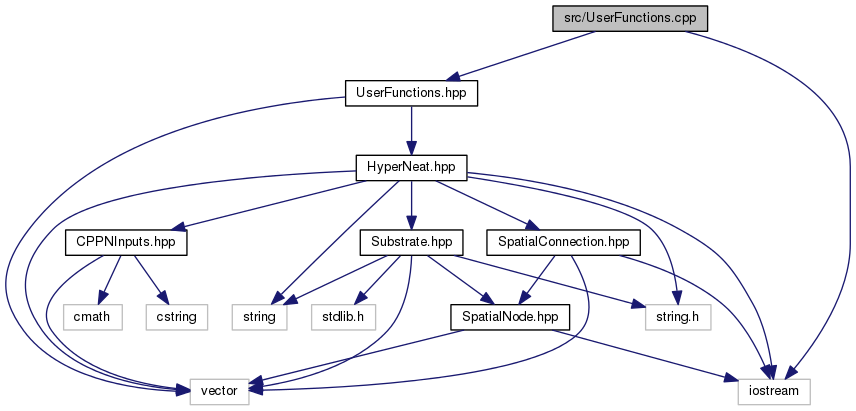 src/UserFunctions.cpp
UserFunctions.hpp
HyperNeat.hpp
CPPNInputs.hpp
Substrate.hpp
SpatialConnection.hpp
cmath
cstring
string
stdlib.h
SpatialNode.hpp
string.h
vector
iostream